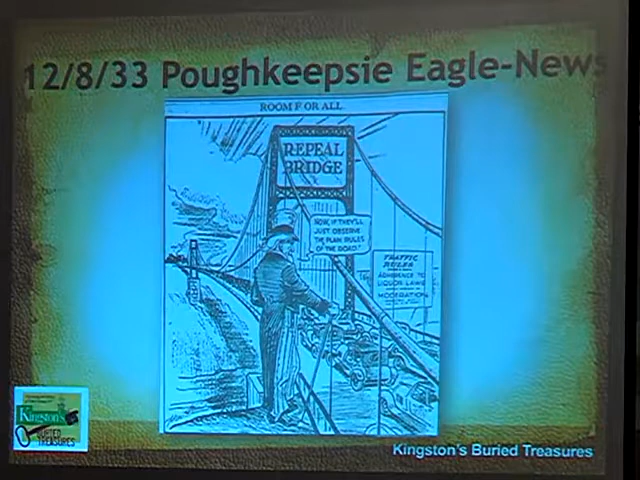 12/8/33 Poughkeepsie Eagle-News
ROOM FOR ALL
REPEAL
BRIDGE
NOW, IF THEY'LL
JUST OBSERVE
THE PLAIN RULES
OF THE ROAD."
TRAFFIC
RULES
ADHERENCE TO
LIQUOR LAWS
MODERATION
Kingston's
BURIED
TREASURES
Kingston's Buried Treasures